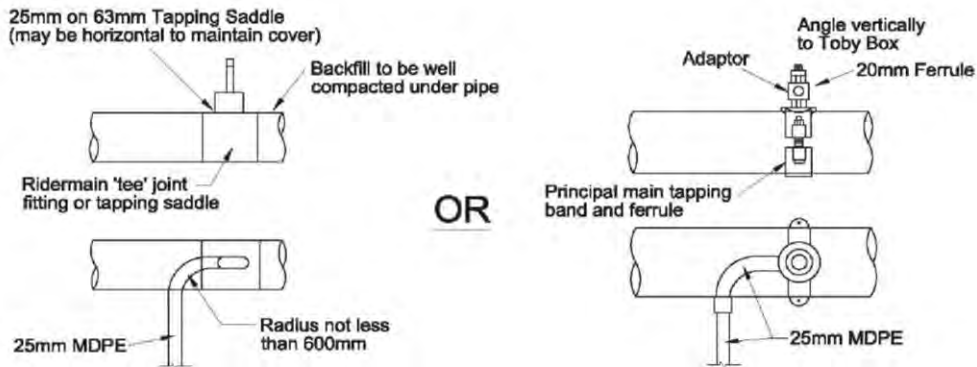 25mm on 63mm Tapping Saddle
(may be horizontal to maintain cover)
Backfill to be well
compacted under pipe
Ridermain 'tee' joint
fitting or tapping saddle
25mm MDPE
Radius not less
than 600mm
OR
Angle vertically
to Toby Box
Adaptor
20mm Ferrule
Principal main tapping
band and ferrule
25mm MDPE